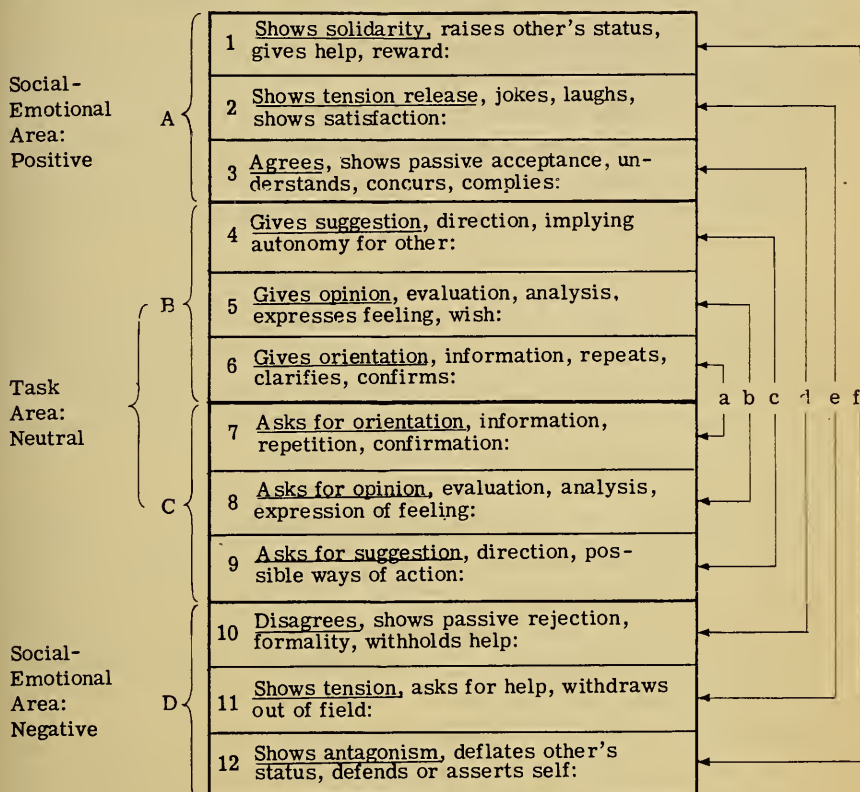 Social-
Emotional
Area:
Positive
A
1 Shows solidarity, raises other's status,
gives help, reward:
2 Shows tension release, jokes, laughs,
shows satisfaction:
3 Agrees, shows passive acceptance, un-
derstands, concurs, complies:
Task
Area:
Neutral
B
4 Gives suggestion, direction, implying
autonomy for other:
5 Gives opinion, evaluation, analysis,
expresses feeling, wish:
6 Gives orientation, information, repeats,
clarifies, confirms:
C
7 Asks for orientation, information,
repetition, confirmation:
8 Asks for opinion, evaluation, analysis,
expression of feeling:
9 Asks for suggestion, direction, pos-
sible ways of action:
Social-
Emotional
Area:
Negative
D
10 Disagrees, shows passive rejection,
formality, withholds help:
11 Shows tension, asks for help, withdraws
out of field:
12 Shows antagonism, deflates other's
status, defends or asserts self:
a b c d e f